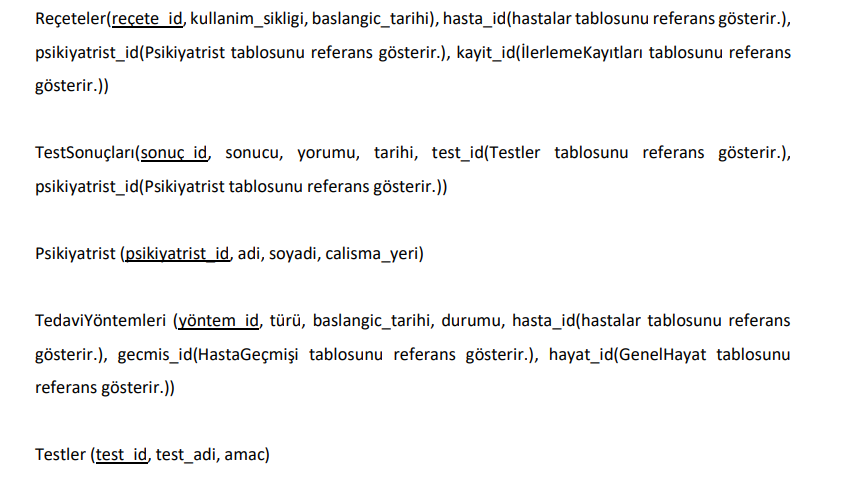 Reçeteler(reçete_id, kullanim_sikligi, baslangic_tarihi), hasta_id(hastalar tablosunu referans gösterir.),
psikiyatrist_id(Psikiyatrist tablosunu referans gösterir.), kayit_id(İlerlemeKayıtları tablosunu referans
gösterir.))
TestSonuçları(sonuç_id, sonucu, yorumu, tarihi, test_id(Testler tablosunu referans gösterir.),
psikiyatrist_id(Psikiyatrist tablosunu referans gösterir.))
Psikiyatrist (psikiyatrist_id, adi, soyadi, calisma_yeri)
TedaviYöntemleri (yöntem_id, türü, baslangic_tarihi, durumu, hasta_id(hastalar tablosunu referans
gösterir.), gecmis_id(HastaGeçmişi tablosunu referans gösterir.), hayat_id(GenelHayat tablosunu
referans gösterir.))
Testler (test_id, test_adi, amac)